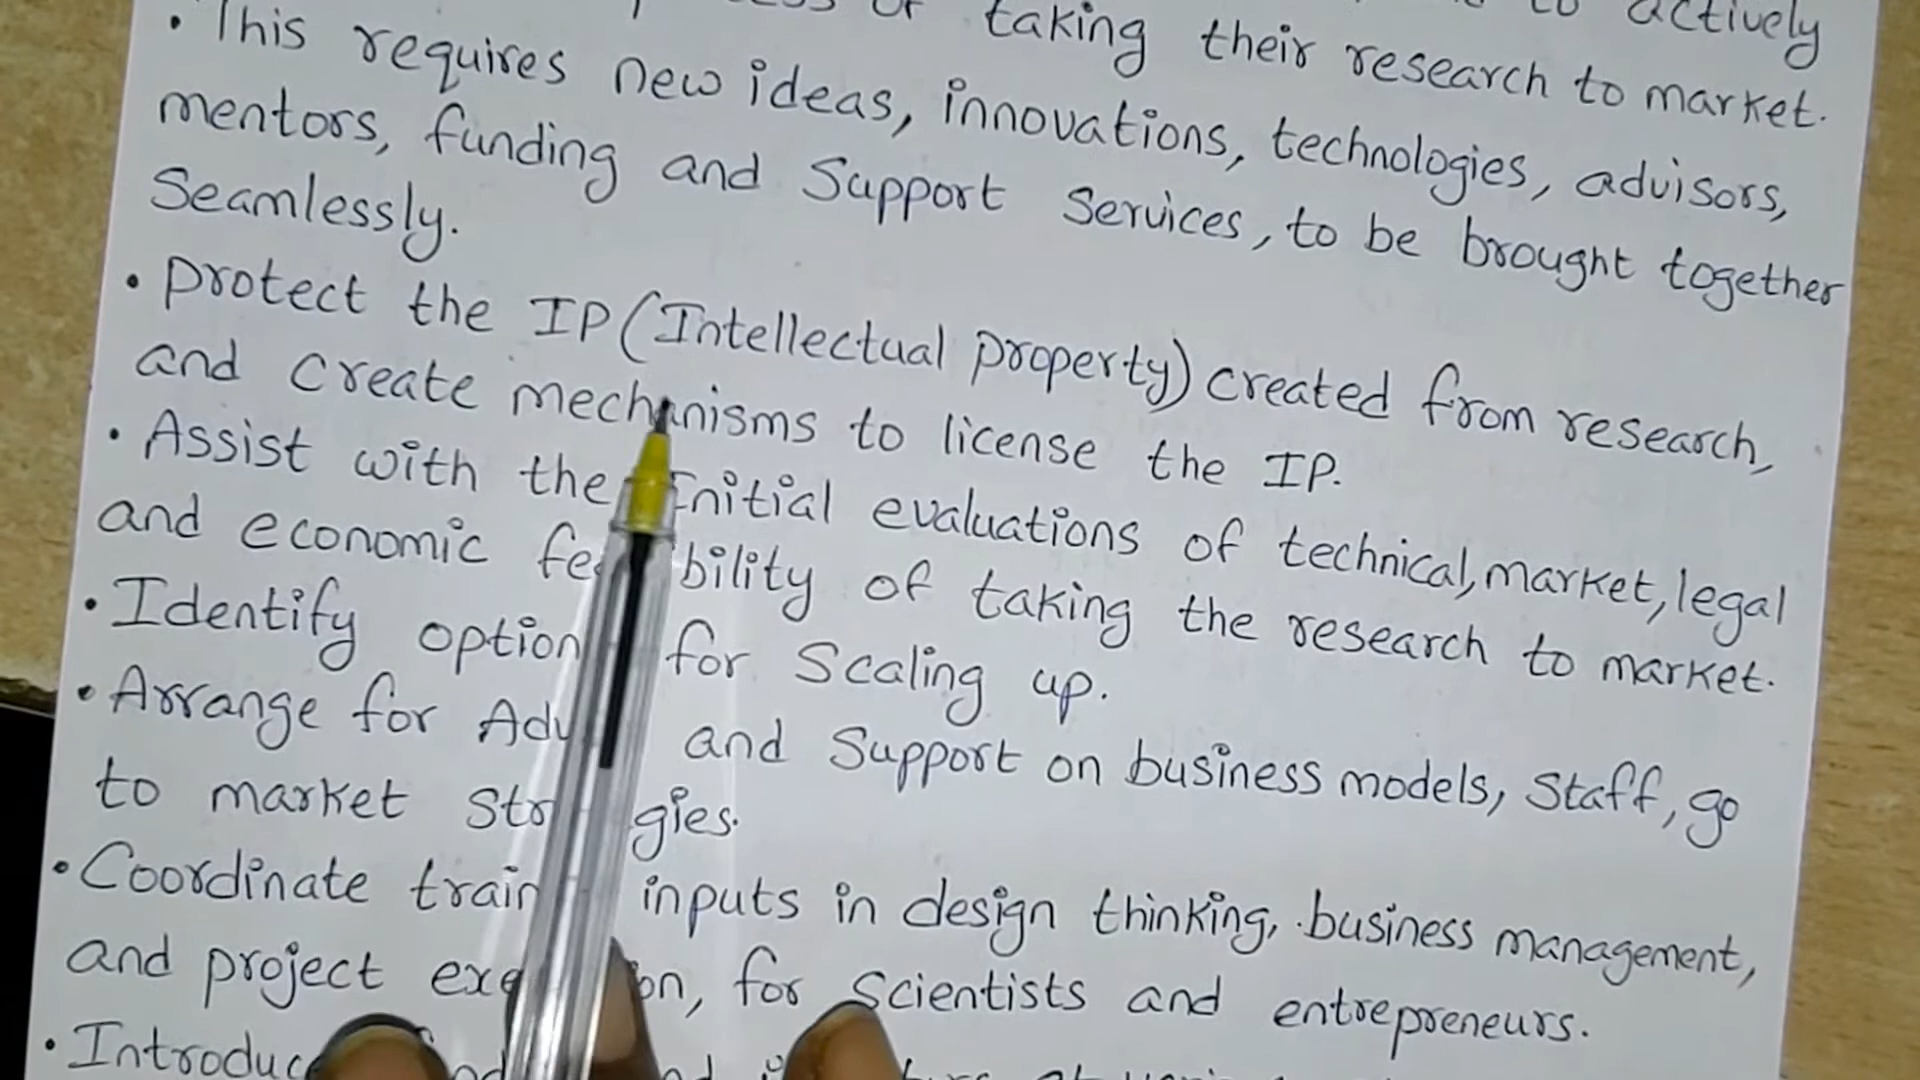 of taking their research to market.
• This requires new ideas, innovations, technologies, advisors,
mentors, funding and Support Services, to be brought together
Seamlessly.
• Protect the IP (Intellectual property) created from research,
and create mechanisms to license the IP.
• Assist with the Initial evaluations of technical, market, legal
and economic bility of taking the research to market.
• Identify option for Scaling up.
• Arrange for and Support on business models, Staff, go
to market gies.
• Coordinate inputs in design thinking, business management,
and project on, for Scientists and entrepreneurs.